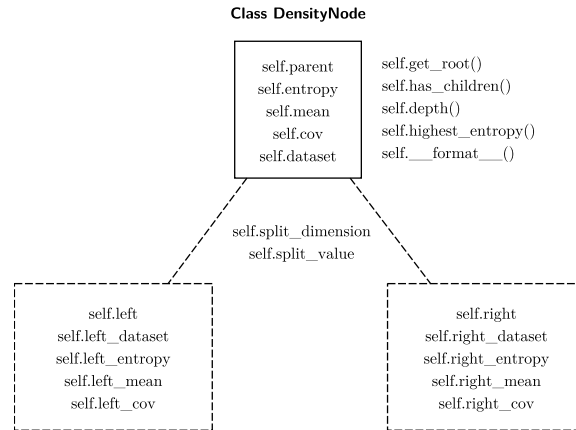 Class DensityNode
self.parent
self.entropy
self.mean
self.cov
self.dataset
self.get_root()
self.has_children()
self.depth()
self.highest_entropy()
self.__format__()
self.split_dimension
self.split_value
self.left
self.left_dataset
self.left_entropy
self.left_mean
self.left_cov
self.right
self.right_dataset
self.right_entropy
self.right_mean
self.right_cov